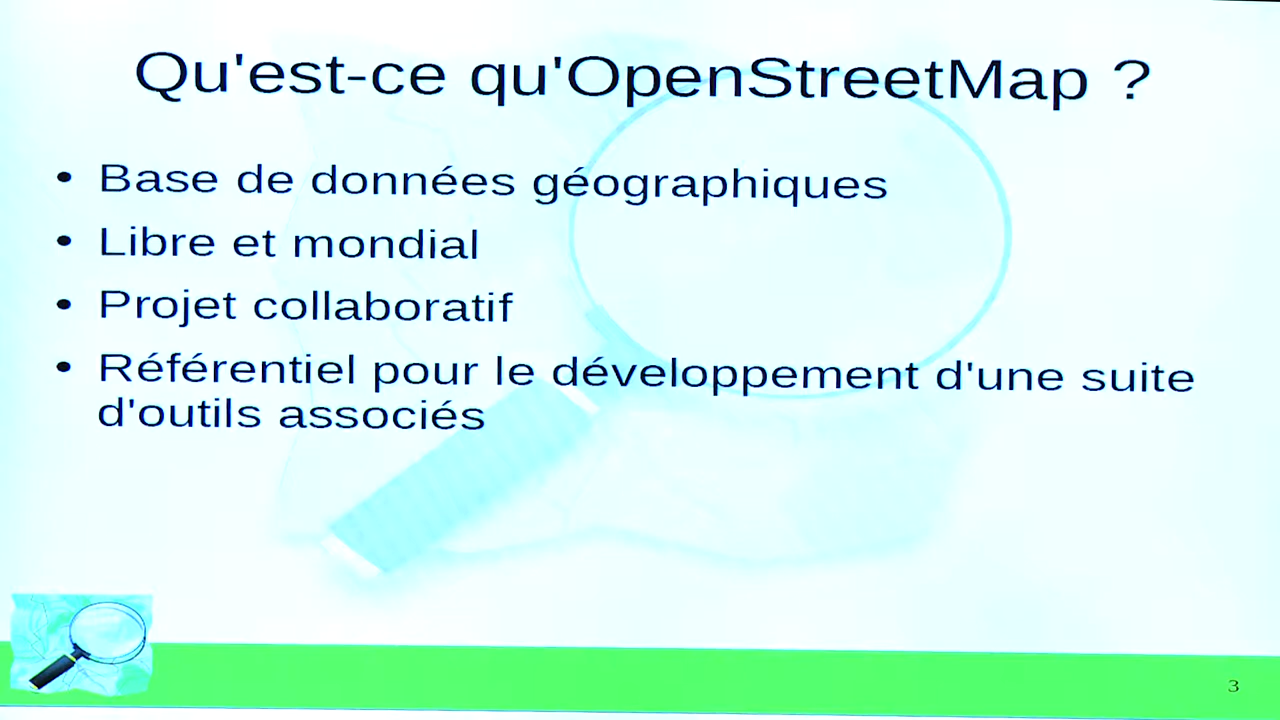 Qu'est-ce qu'OpenStreetMap ?
• Base de données géographiques
• Libre et mondial
• Projet collaboratif
• Référentiel pour le développement d'une suite
d'outils associés
3